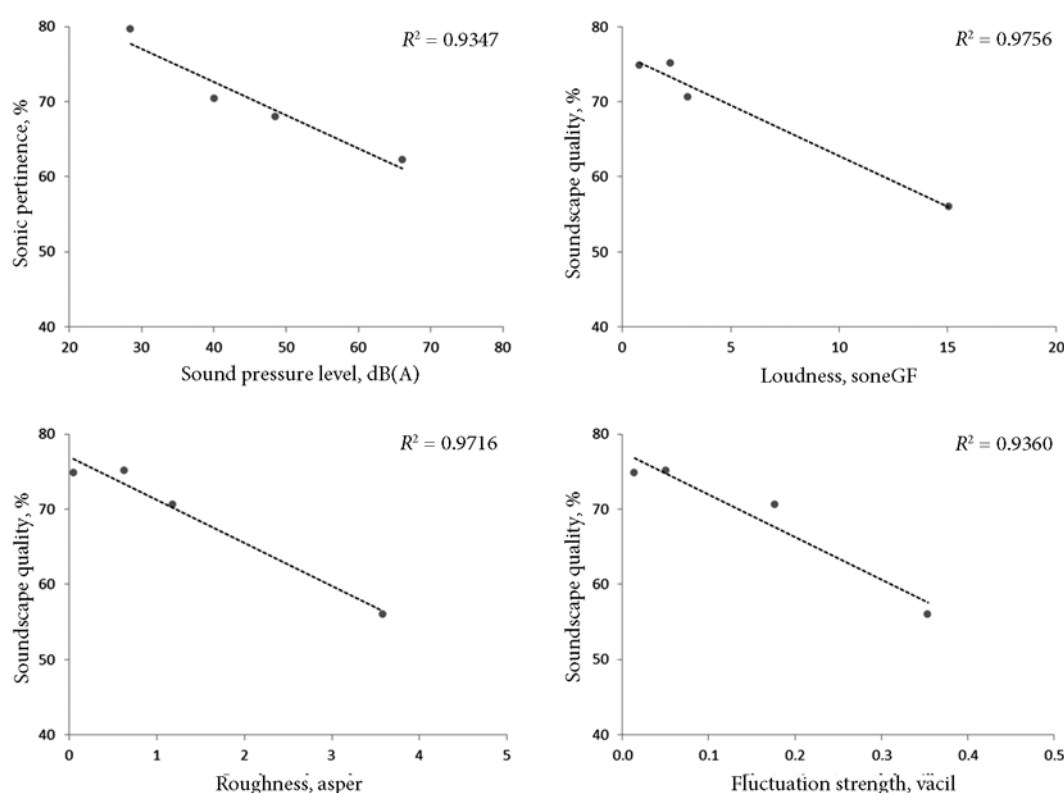 80
70
60
50
40
Sonic pertinence, %
R² = 0.9347
20 30 40 50 60 70 80
Sound pressure level, dB(A)
80
70
60
50
40
Soundscape quality, %
R² = 0.9756
0 5 10 15 20
Loudness, soneGF
80
70
60
50
40
Soundscape quality, %
R² = 0.9716
0 1 2 3 4 5
Roughness, asper
80
70
60
50
40
Soundscape quality, %
R² = 0.9360
0.0 0.1 0.2 0.3 0.4 0.5
Fluctuation strength, vacil